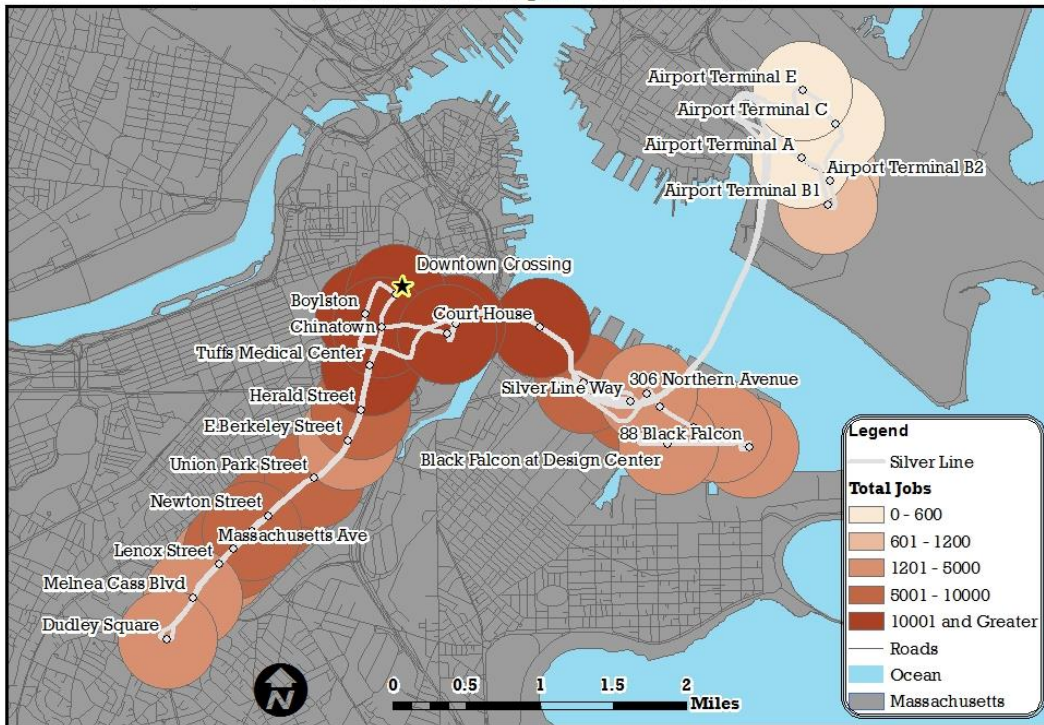 Airport Terminal E
Airport Terminal C
Airport Terminal A
Airport Terminal B2
Airport Terminal B1
Downtown Crossing
Boylston
Court House
Chinatown
Tuffs Medical Center
306 Northern Avenue
Silver Line Way
Herald Street
E.Berkeley Street
88 Black Falcon
Black Falcon at Design Center
Union Park Street
Newton Street
Massachusetts Ave
Lenox Street
Melnea Cass Blvd
Dudley Square
Legend
Silver Line
Total Jobs
0 - 600
601 - 1200
1201 - 5000
5001 - 10000
10001 and Greater
Roads
Ocean
Massachusetts
N
0 0.5 1 1.5 2
Miles